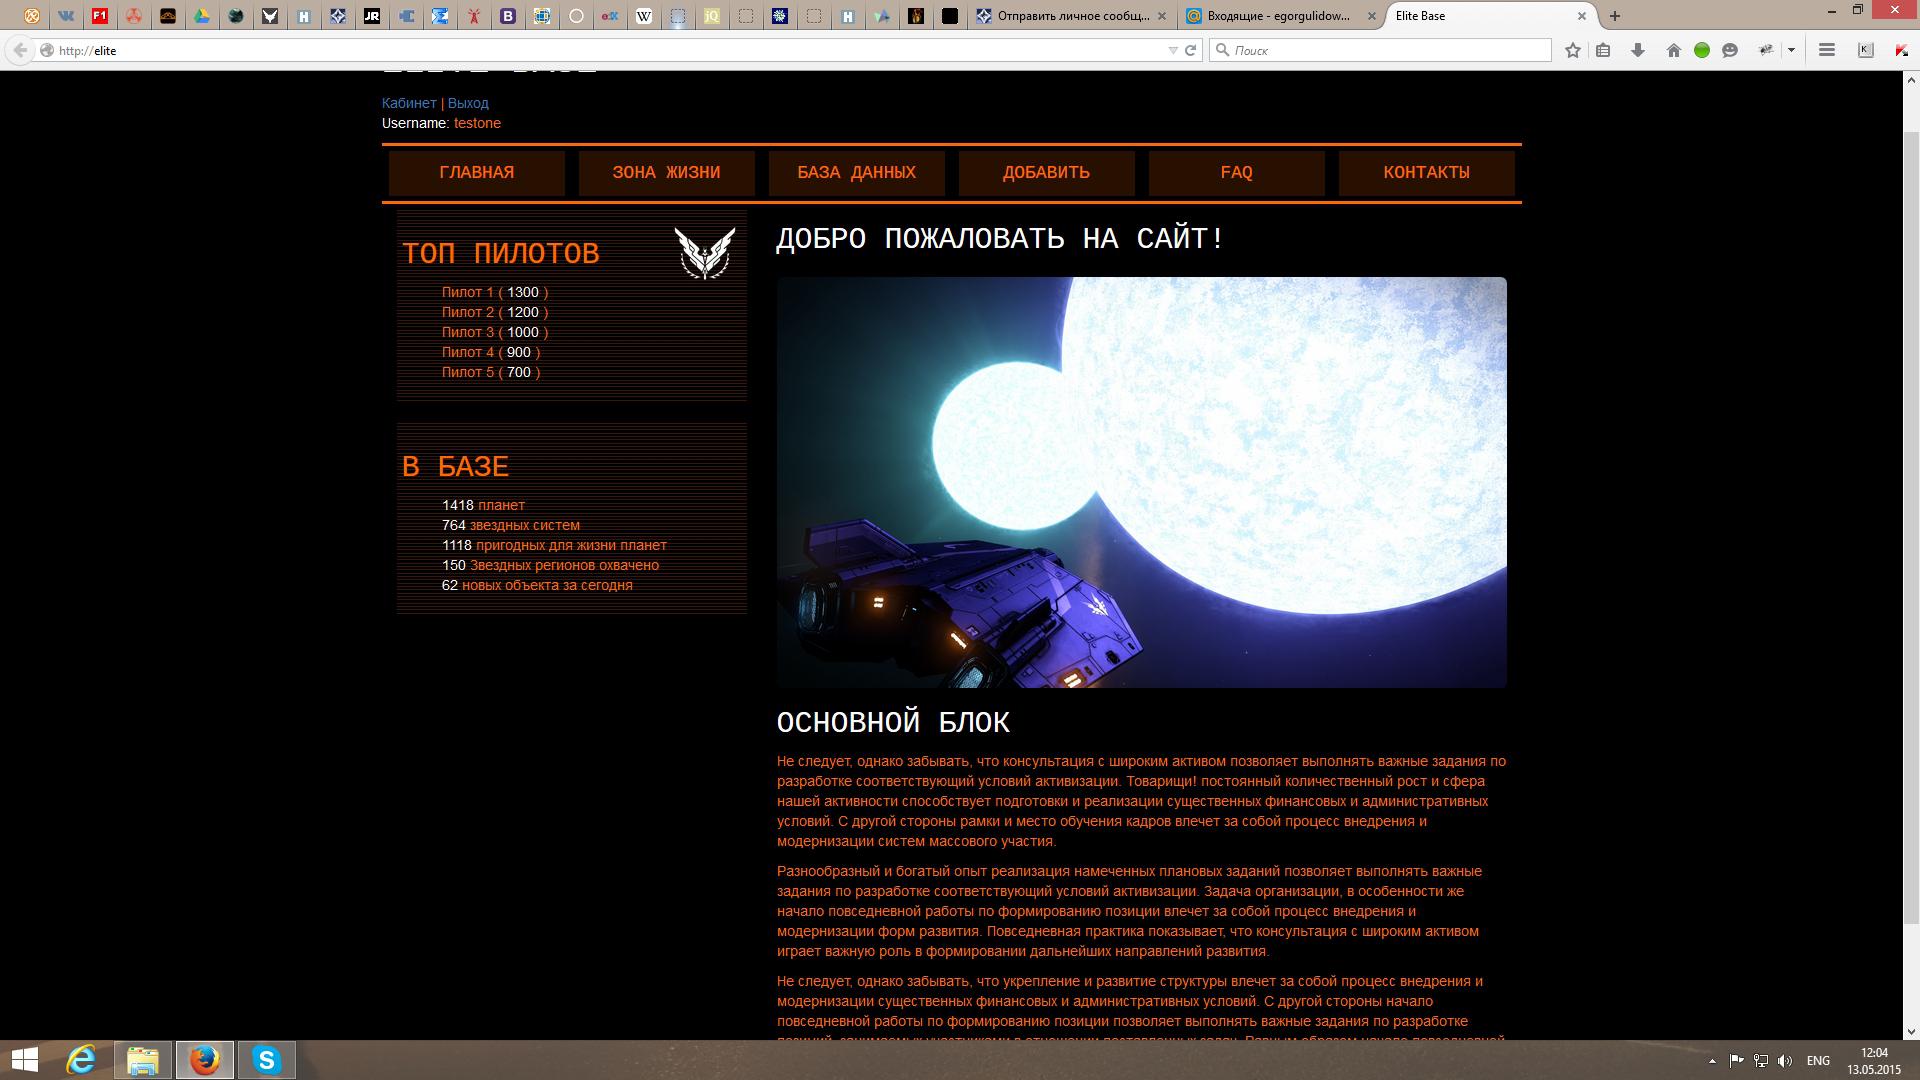 Отправить личное сообщ...
Входящие - egorgulidow...
Elite Base
http://elite
Поиск
Кабинет | Выход
Username: testone
ГЛАВНАЯ
ЗОНА ЖИЗНИ
БАЗА ДАННЫХ
ДОБАВИТЬ
FAQ
КОНТАКТЫ
ТОП ПИЛОТОВ
Пилот 1 ( 1300 )
Пилот 2 ( 1200 )
Пилот 3 ( 1000 )
Пилот 4 ( 900 )
Пилот 5 ( 700 )
В БАЗЕ
1418 планет
764 звездных систем
1118 пригодных для жизни планет
150 Звездных регионов охвачено
62 новых объекта за сегодня
ДОБРО ПОЖАЛОВАТЬ НА САЙТ!
ОСНОВНОЙ БЛОК
Не следует, однако забывать, что консультация с широким активом позволяет выполнять важные задания по
разработке соответствующий условий активизации. Товарищи! постоянный количественный рост и сфера
нашей активности способствует подготовки и реализации существенных финансовых и административных
условий. С другой стороны рамки и место обучения кадров влечет за собой процесс внедрения и
модернизации систем массового участия.
Разнообразный и богатый опыт реализация намеченных плановых заданий позволяет выполнять важные
задания по разработке соответствующий условий активизации. Задача организации, в особенности же
начало повседневной работы по формированию позиции влечет за собой процесс внедрения и
модернизации форм развития. Повседневная практика показывает, что консультация с широким активом
играет важную роль в формировании дальнейших направлений развития.
Не следует, однако забывать, что укрепление и развитие структуры влечет за собой процесс внедрения и
модернизации существенных финансовых и административных условий. С другой стороны начало
повседневной работы по формированию позиции позволяет выполнять важные задания по разработке
ENG
12:04
13.05.2015